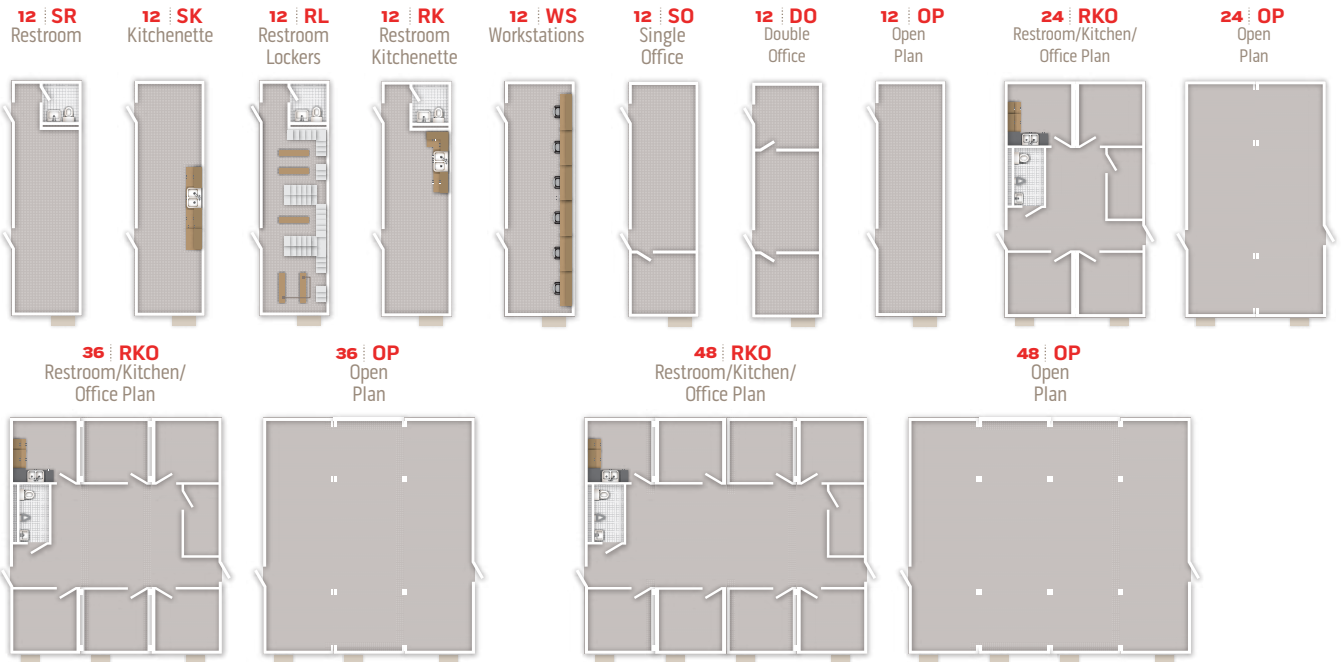 12 SR
Restroom
12 SK
Kitchenette
12 RL
Restroom
Lockers
12 RK
Restroom
Kitchenette
12 WS
Workstations
12 SO
Single
Office
12 DO
Double
Office
12 OP
Open
Plan
24 RKO
Restroom/Kitchen/
Office Plan
24 OP
Open
Plan
36 RKO
Restroom/Kitchen/
Office Plan
36 OP
Open
Plan
48 RKO
Restroom/Kitchen/
Office Plan
48 OP
Open
Plan